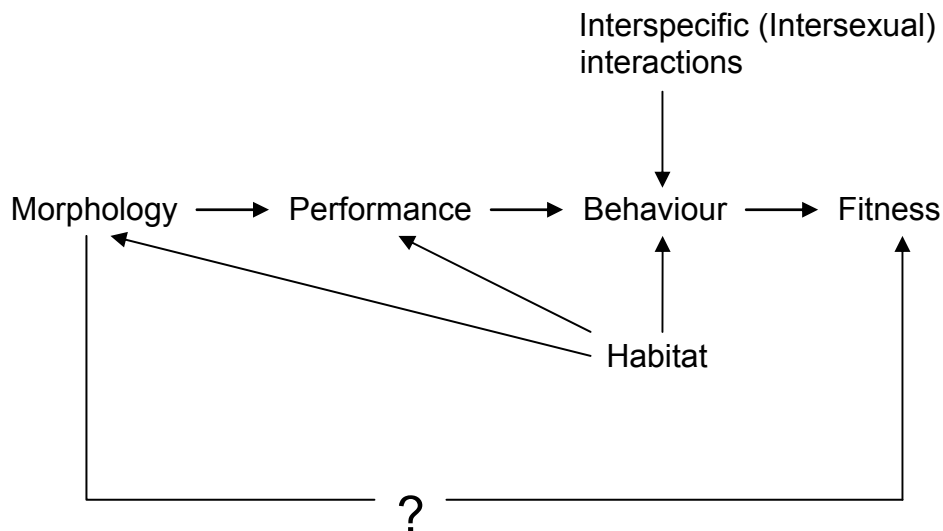 Interspecific (Intersexual)
interactions
Morphology Performance Behaviour Fitness
Habitat
?